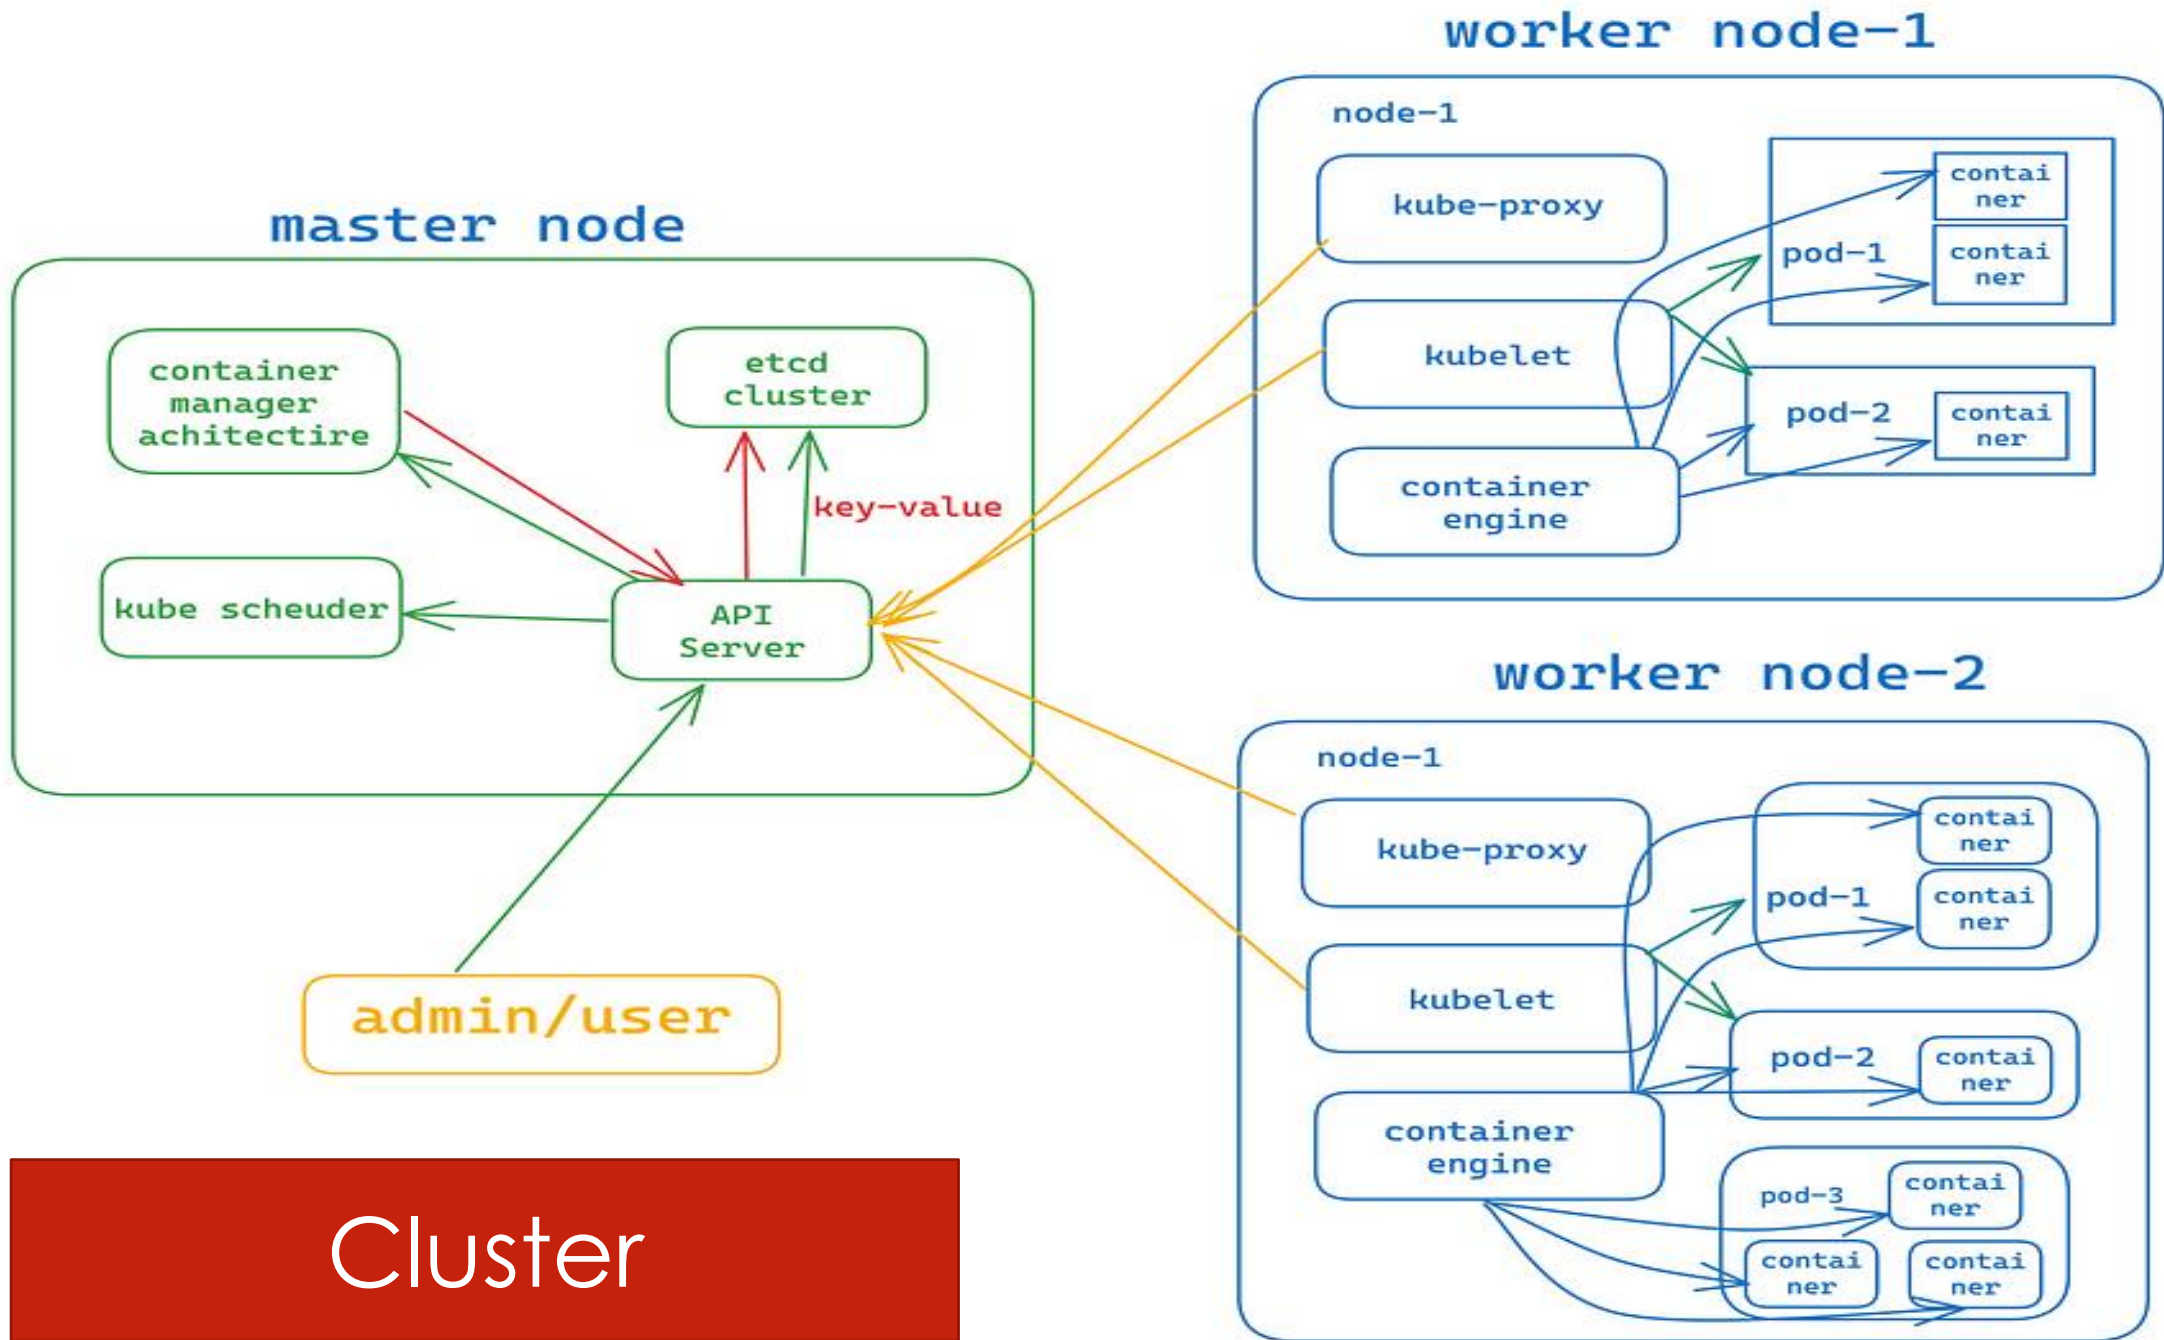 master node
container
manager
achitectire
etcd
cluster
key-value
kube scheuder
API
Server
admin/user
Cluster
worker node-1
node-1
kube-proxy
kubelet
container
engine
pod-1
contai
ner
contai
ner
pod-2
contai
ner
worker node-2
node-1
kube-proxy
kubelet
container
engine
pod-1
contai
ner
contai
ner
pod-2
contai
ner
pod-3
contai
ner
contai
ner
contai
ner